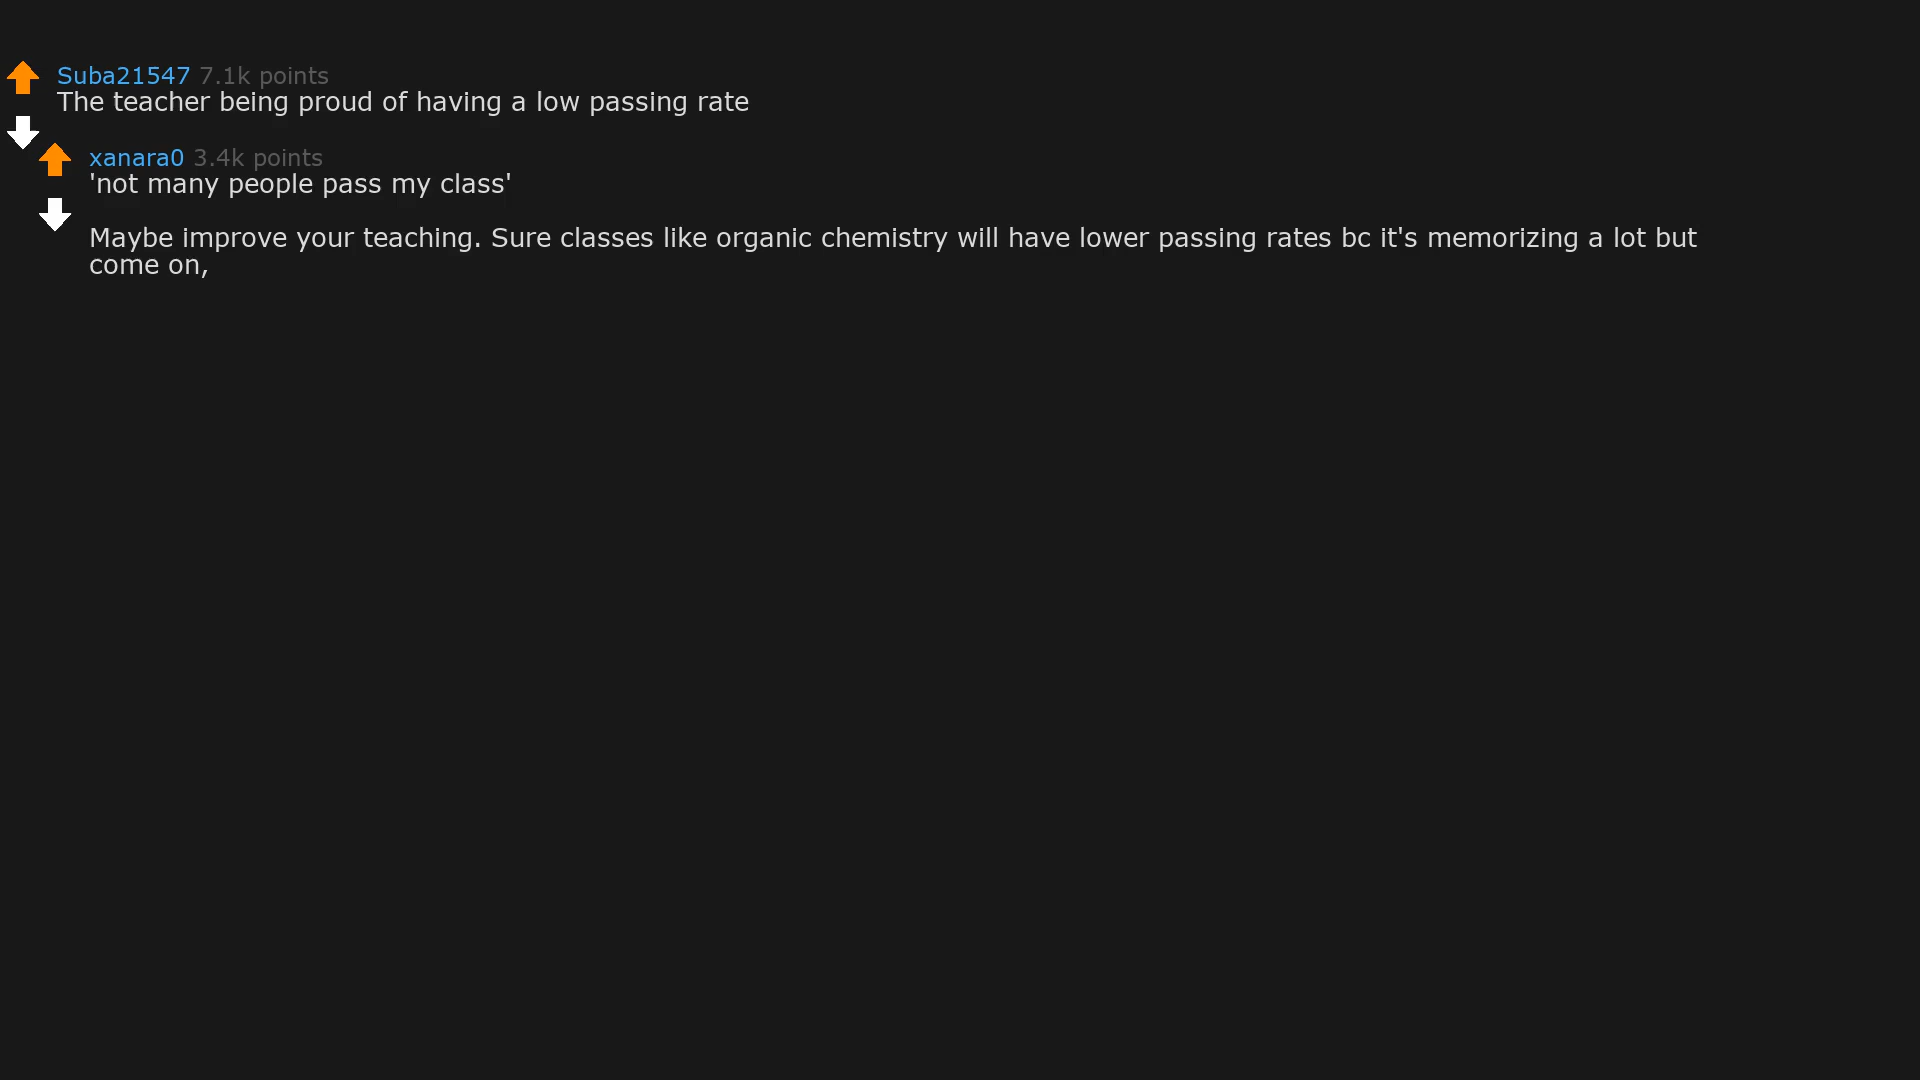 Suba21547 7.1k points
The teacher being proud of having a low passing rate
xanara0 3.4k points
'not many people pass my class'
Maybe improve your teaching. Sure classes like organic chemistry will have lower passing rates bc it's memorizing a lot but
come on,